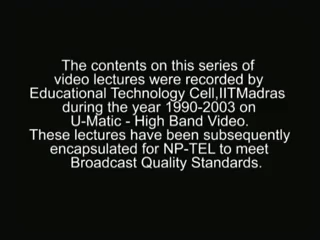 The contents on this series of
video lectures were recorded by
Educational Technology Cell,IITMadras
during the year 1990-2003 on
U-Matic - High Band Video.
These lectures have been subsequently
encapsulated for NP-TEL to meet
Broadcast Quality Standards.